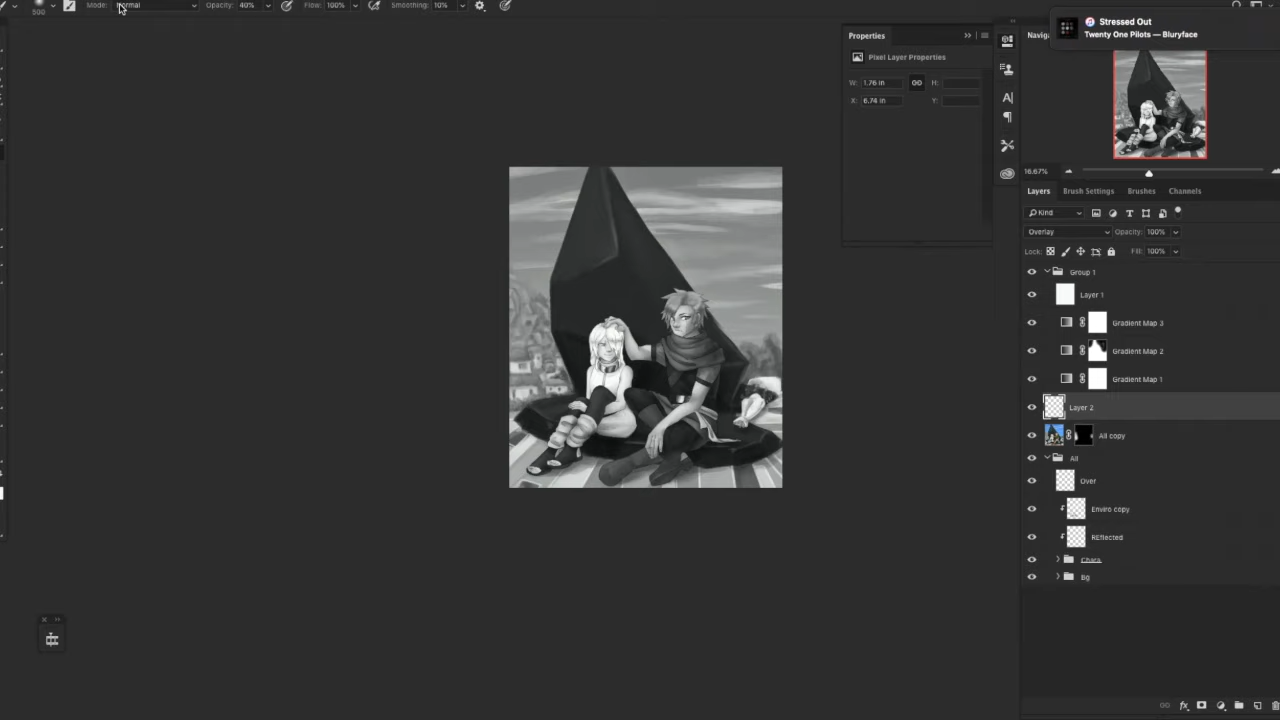 500 Mode: Normal Opacity: 40% Flow: 100% Smoothing: 10%
Stressed Out
Twenty One Pilots — Bluryface
Properties
Pixel Layer Properties
W: 1.76 in H:
X: 6.74 in Y:
16.67%
Layers Brush Settings Brushes Channels
Kind
Overlay Opacity: 100%
Lock: Fill: 100%
Group 1
Layer 1
Gradient Map 3
Gradient Map 2
Gradient Map 1
Layer 2
All copy
All
Over
Enviro copy
REflected
Chars
Bg
fx